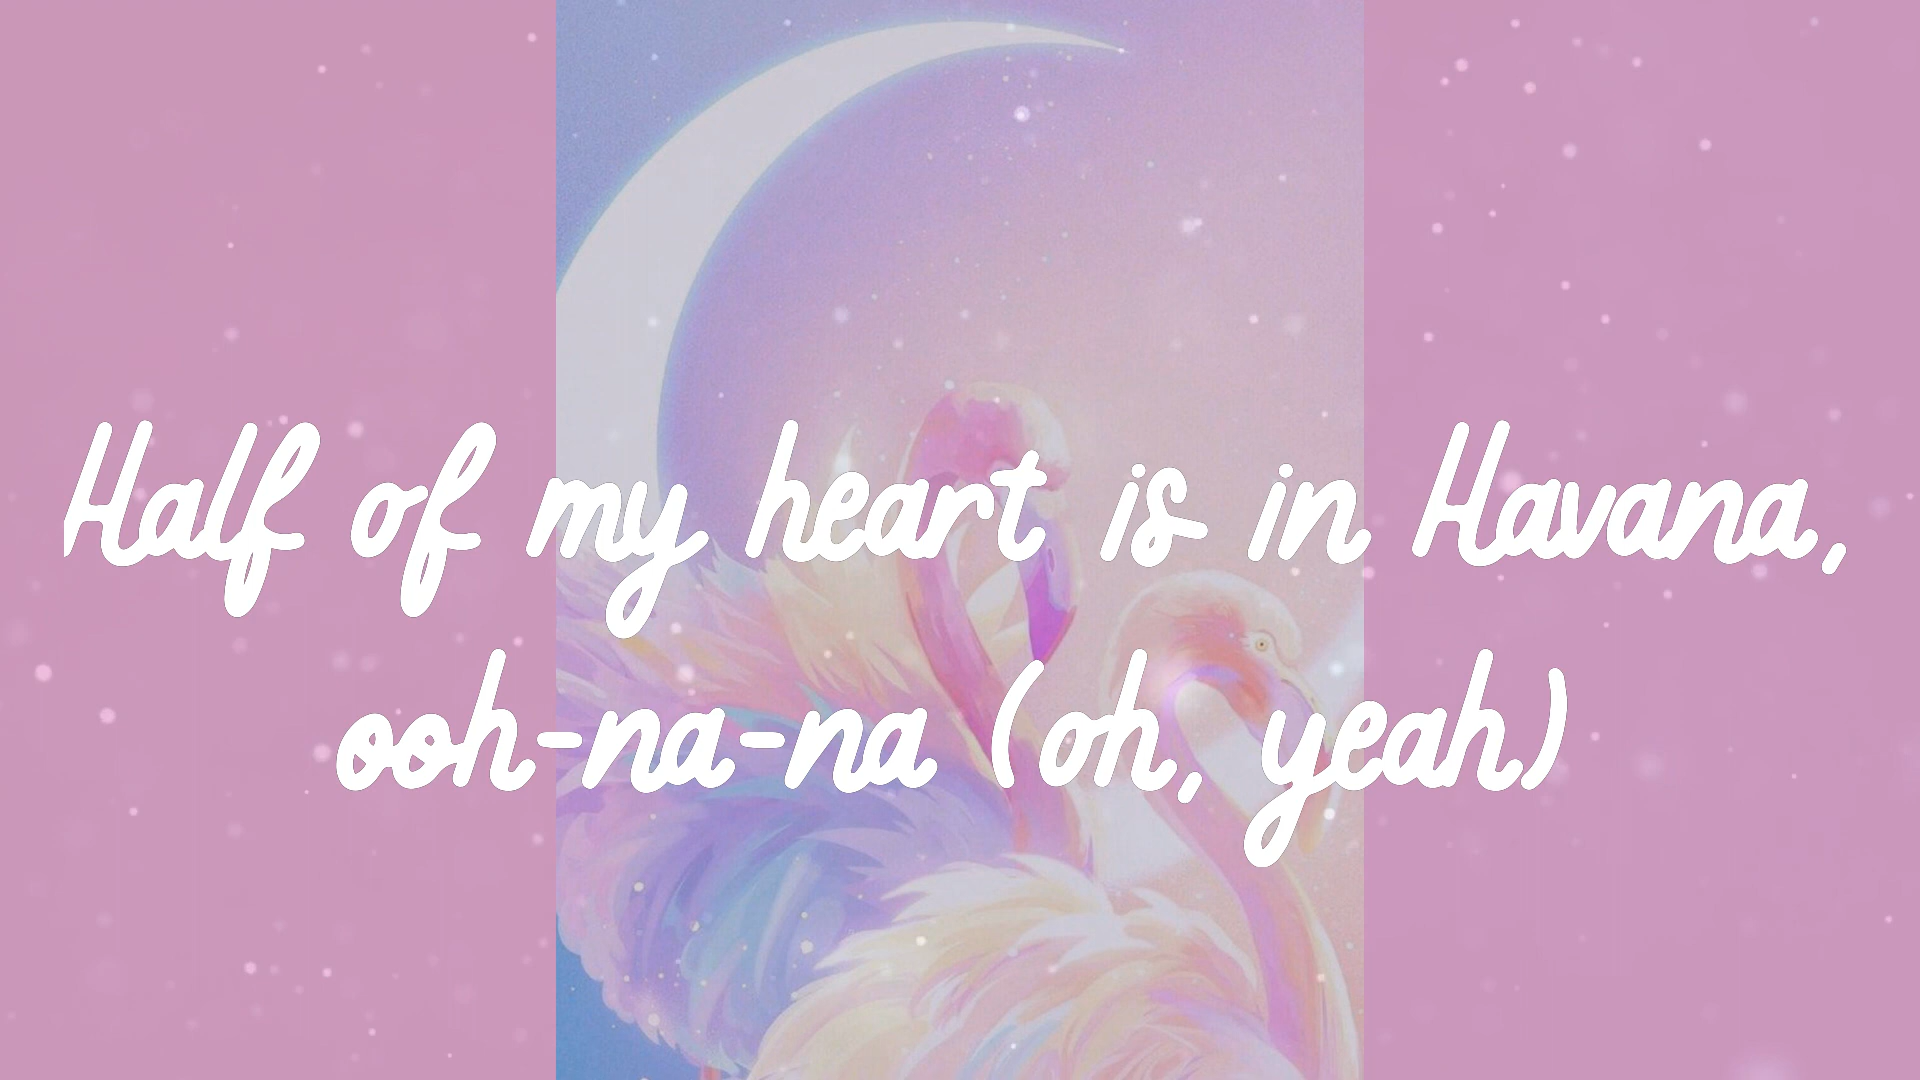 Half of my heart is in Havana,
ooh-na-na (oh, yeah)